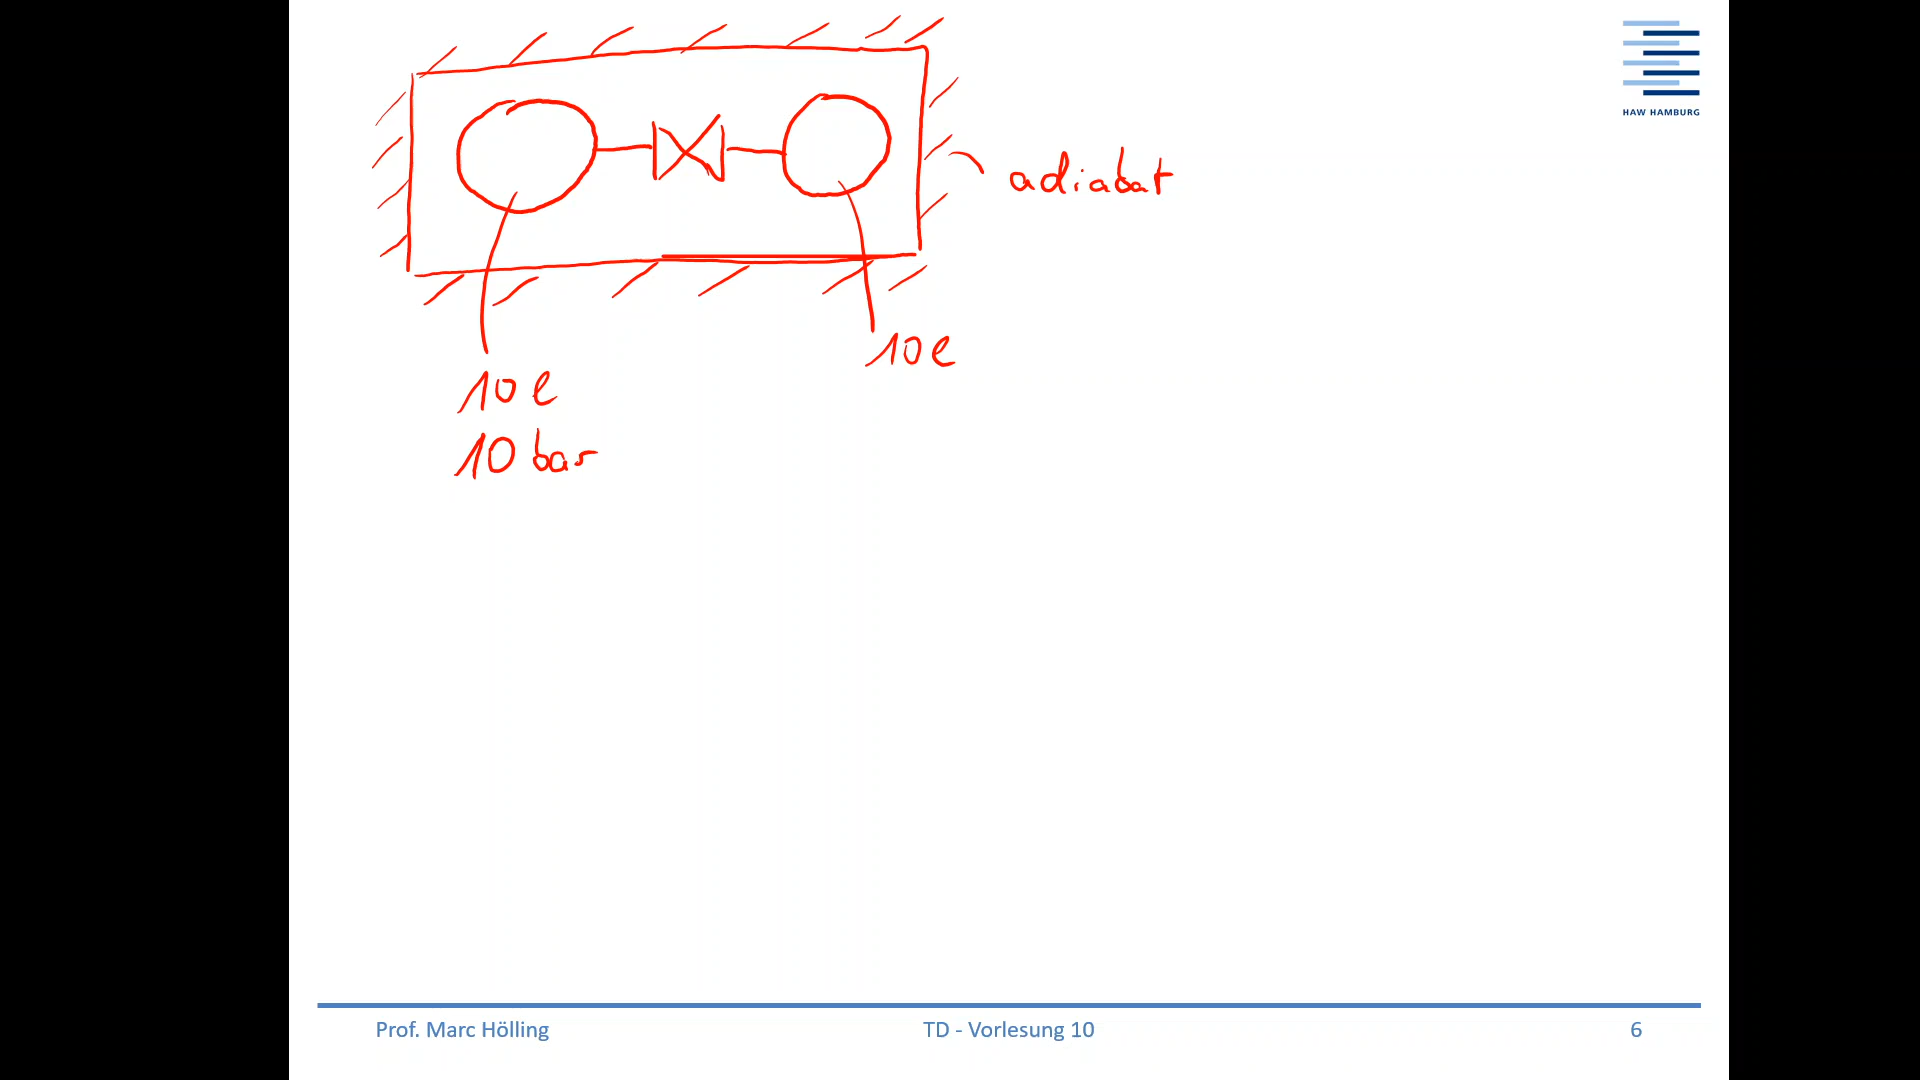 HAW HAMBURG
adiabat
10 l
10 l
10 bar
Prof. Marc Hölling
TD - Vorlesung 10
6